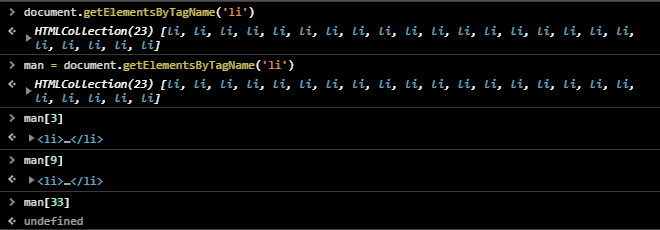 > document.getElementsByTagName('li')
<· ▶ HTMLCollection(23) [li, li, li, li, li, li, li, li, li, li, li, li, li, li, li, li, li, li,
li, li, li, li, li]
> man = document.getElementsByTagName('li')
<· ▶ HTMLCollection(23) [li, li, li, li, li, li, li, li, li, li, li, li, li, li, li, li, li, li,
li, li, li, li, li]
> man[3]
<· ▶ <li>…</li>
> man[9]
<· ▶ <li>…</li>
> man[33]
<· undefined